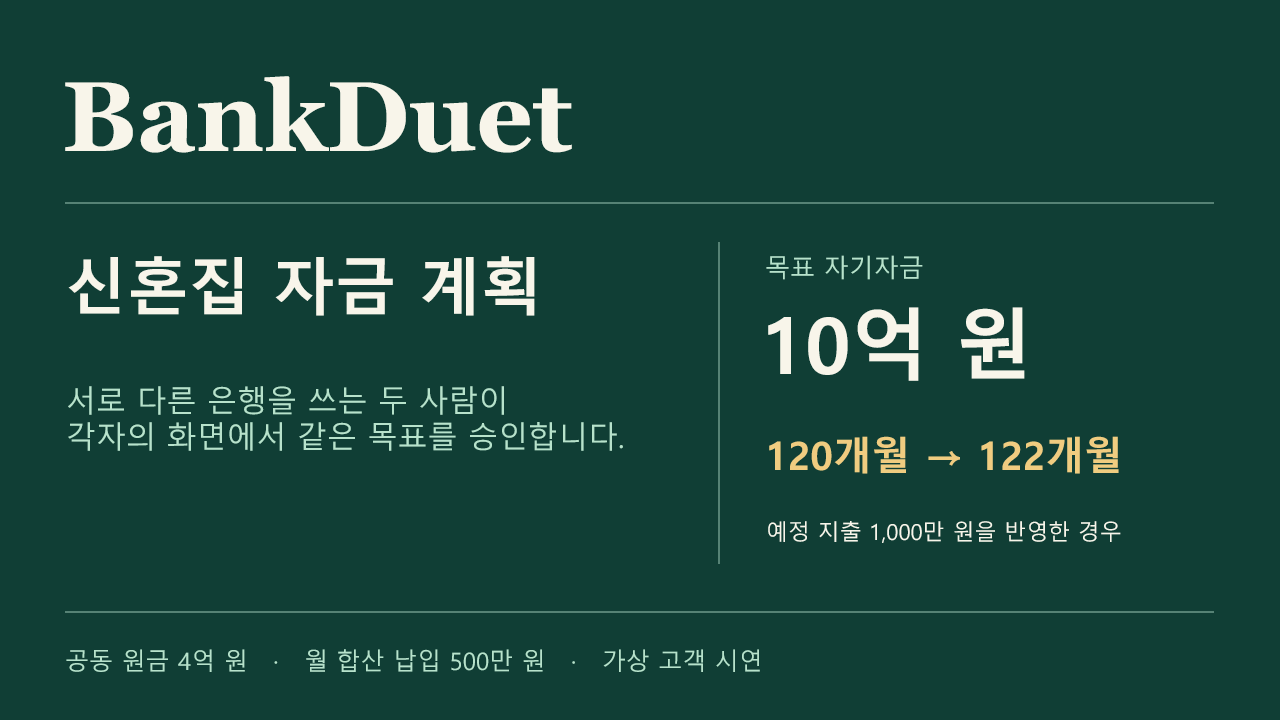 BankDuet
신혼집 자금 계획
서로 다른 은행을 쓰는 두 사람이
각자의 화면에서 같은 목표를 승인합니다.
목표 자기자금
10억 원
120개월 → 122개월
예정 지출 1,000만 원을 반영한 경우
공동 원금 4억 원 · 월 합산 납입 500만 원 · 가상 고객 시연